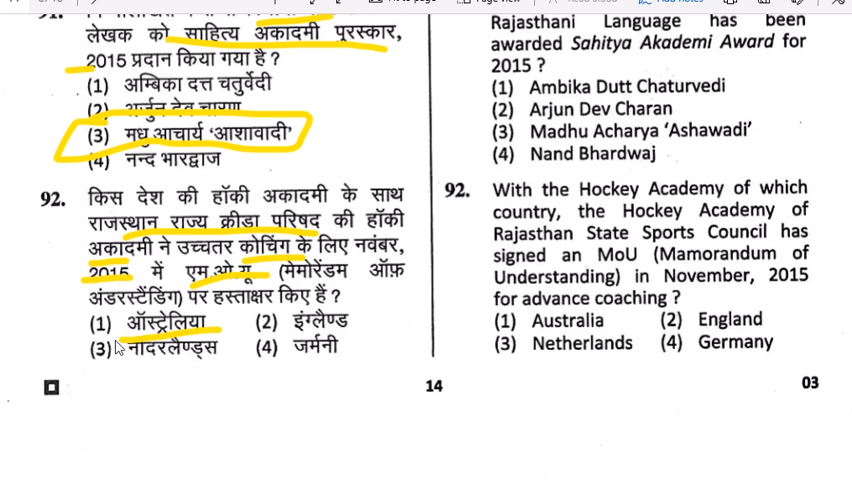 लेखक को साहित्य अकादमी पुरस्कार,
2015 प्रदान किया गया है ?
(1) अम्बिका दत्त चतुर्वेदी
(2) अर्जुन देव चारण
(3) मधु आचार्य ‘आशावादी’
(4) नन्द भारद्वाज
92. किस देश की हॉकी अकादमी के साथ
राजस्थान राज्य क्रीडा परिषद की हॉकी
अकादमी ने उच्चतर कोचिंग के लिए नवंबर,
2015 में एम.ओ.यू. (मेमोरेंडम ऑफ़
अंडरस्टैंडिंग) पर हस्ताक्षर किए हैं ?
(1) ऑस्ट्रेलिया (2) इंग्लैण्ड
(3) नीदरलैण्ड्स (4) जर्मनी
Rajasthani Language has been
awarded Sahitya Akademi Award for
2015 ?
(1) Ambika Dutt Chaturvedi
(2) Arjun Dev Charan
(3) Madhu Acharya ‘Ashawadi’
(4) Nand Bhardwaj
92. With the Hockey Academy of which
country, the Hockey Academy of
Rajasthan State Sports Council has
signed an MoU (Mamorandum of
Understanding) in November, 2015
for advance coaching ?
(1) Australia (2) England
(3) Netherlands (4) Germany
14
03